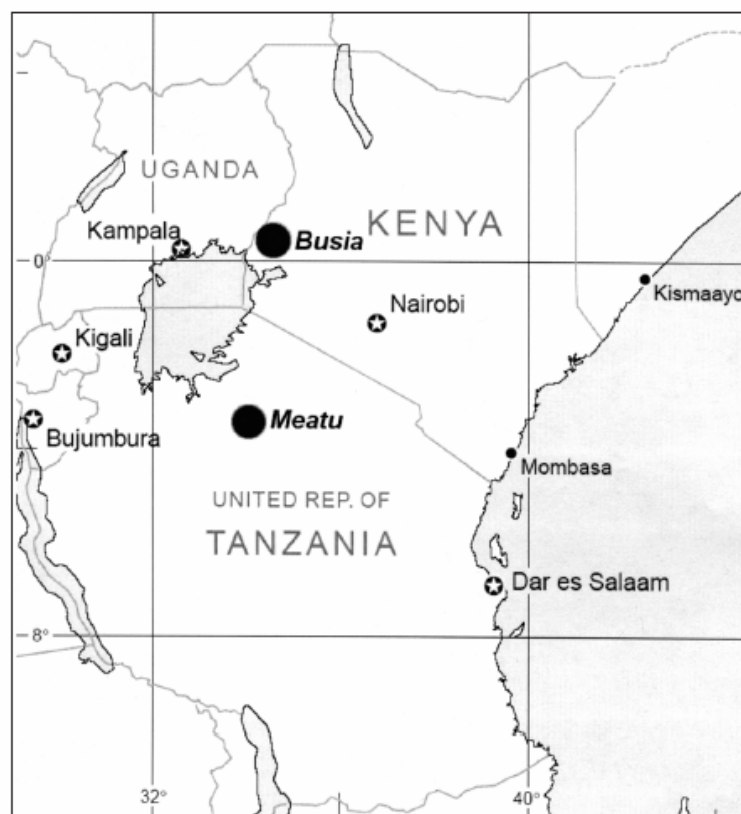 UGANDA
Kampala
Busia
KENYA
0°
Kismaayo
Nairobi
Kigali
Meatu
Bujumbura
Mombasa
UNITED REP. OF
TANZANIA
Dar es Salaam
8°
32°
40°